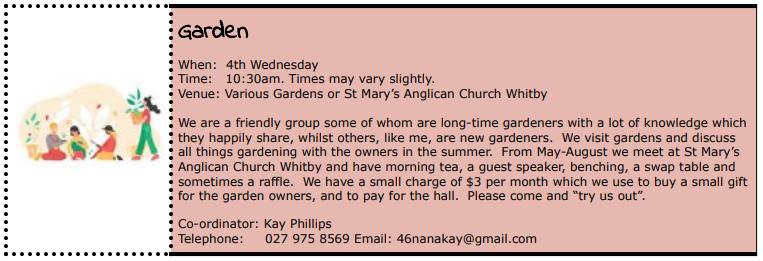 Garden
When: 4th Wednesday
Time: 10:30am. Times may vary slightly.
Venue: Various Gardens or St Mary's Anglican Church Whitby
We are a friendly group some of whom are long-time gardeners with a lot of knowledge which
they happily share, whilst others, like me, are new gardeners. We visit gardens and discuss
all things gardening with the owners in the summer. From May-August we meet at St Mary's
Anglican Church Whitby and have morning tea, a guest speaker, benching, a swap table and
sometimes a raffle. We have a small charge of $3 per month which we use to buy a small gift
for the garden owners, and to pay for the hall. Please come and "try us out".
Co-ordinator: Kay Phillips
Telephone: 027 975 8569 Email: 46nanakay@gmail.com